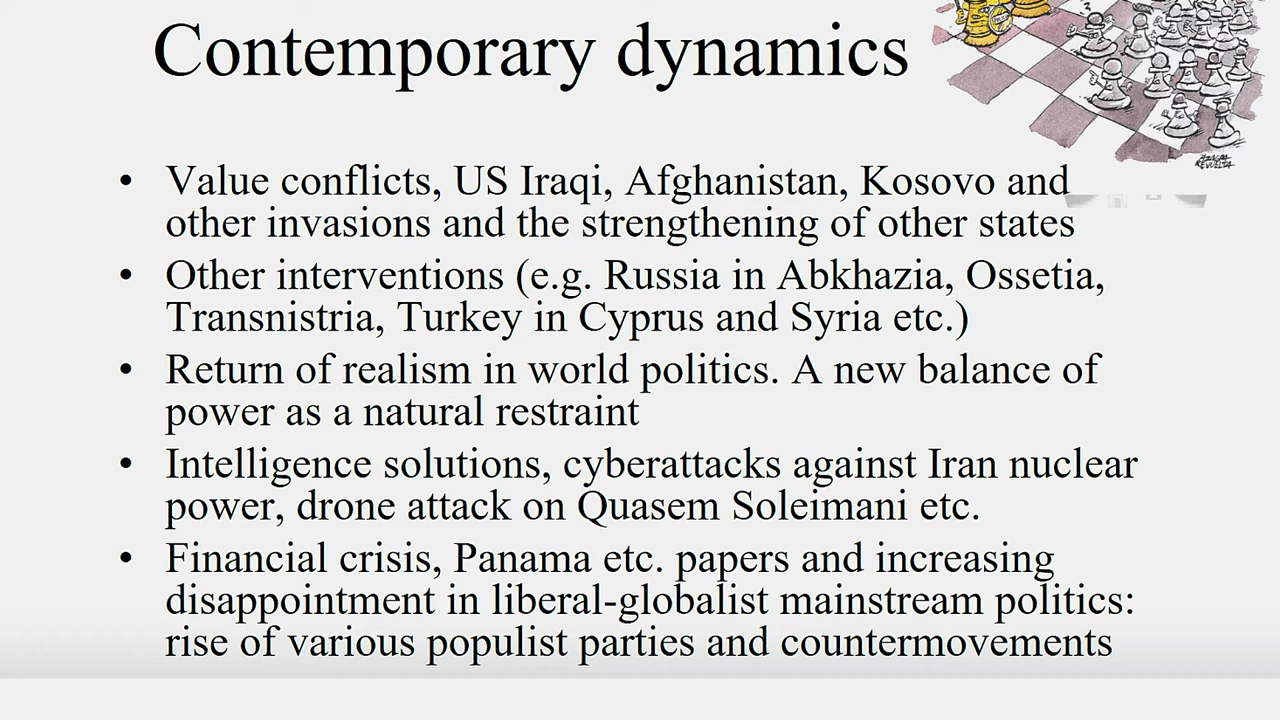 Contemporary dynamics
• Value conflicts, US Iraqi, Afghanistan, Kosovo and
other invasions and the strengthening of other states
• Other interventions (e.g. Russia in Abkhazia, Ossetia,
Transnistria, Turkey in Cyprus and Syria etc.)
• Return of realism in world politics. A new balance of
power as a natural restraint
• Intelligence solutions, cyberattacks against Iran nuclear
power, drone attack on Quasem Soleimani etc.
• Financial crisis, Panama etc. papers and increasing
disappointment in liberal-globalist mainstream politics:
rise of various populist parties and countermovements